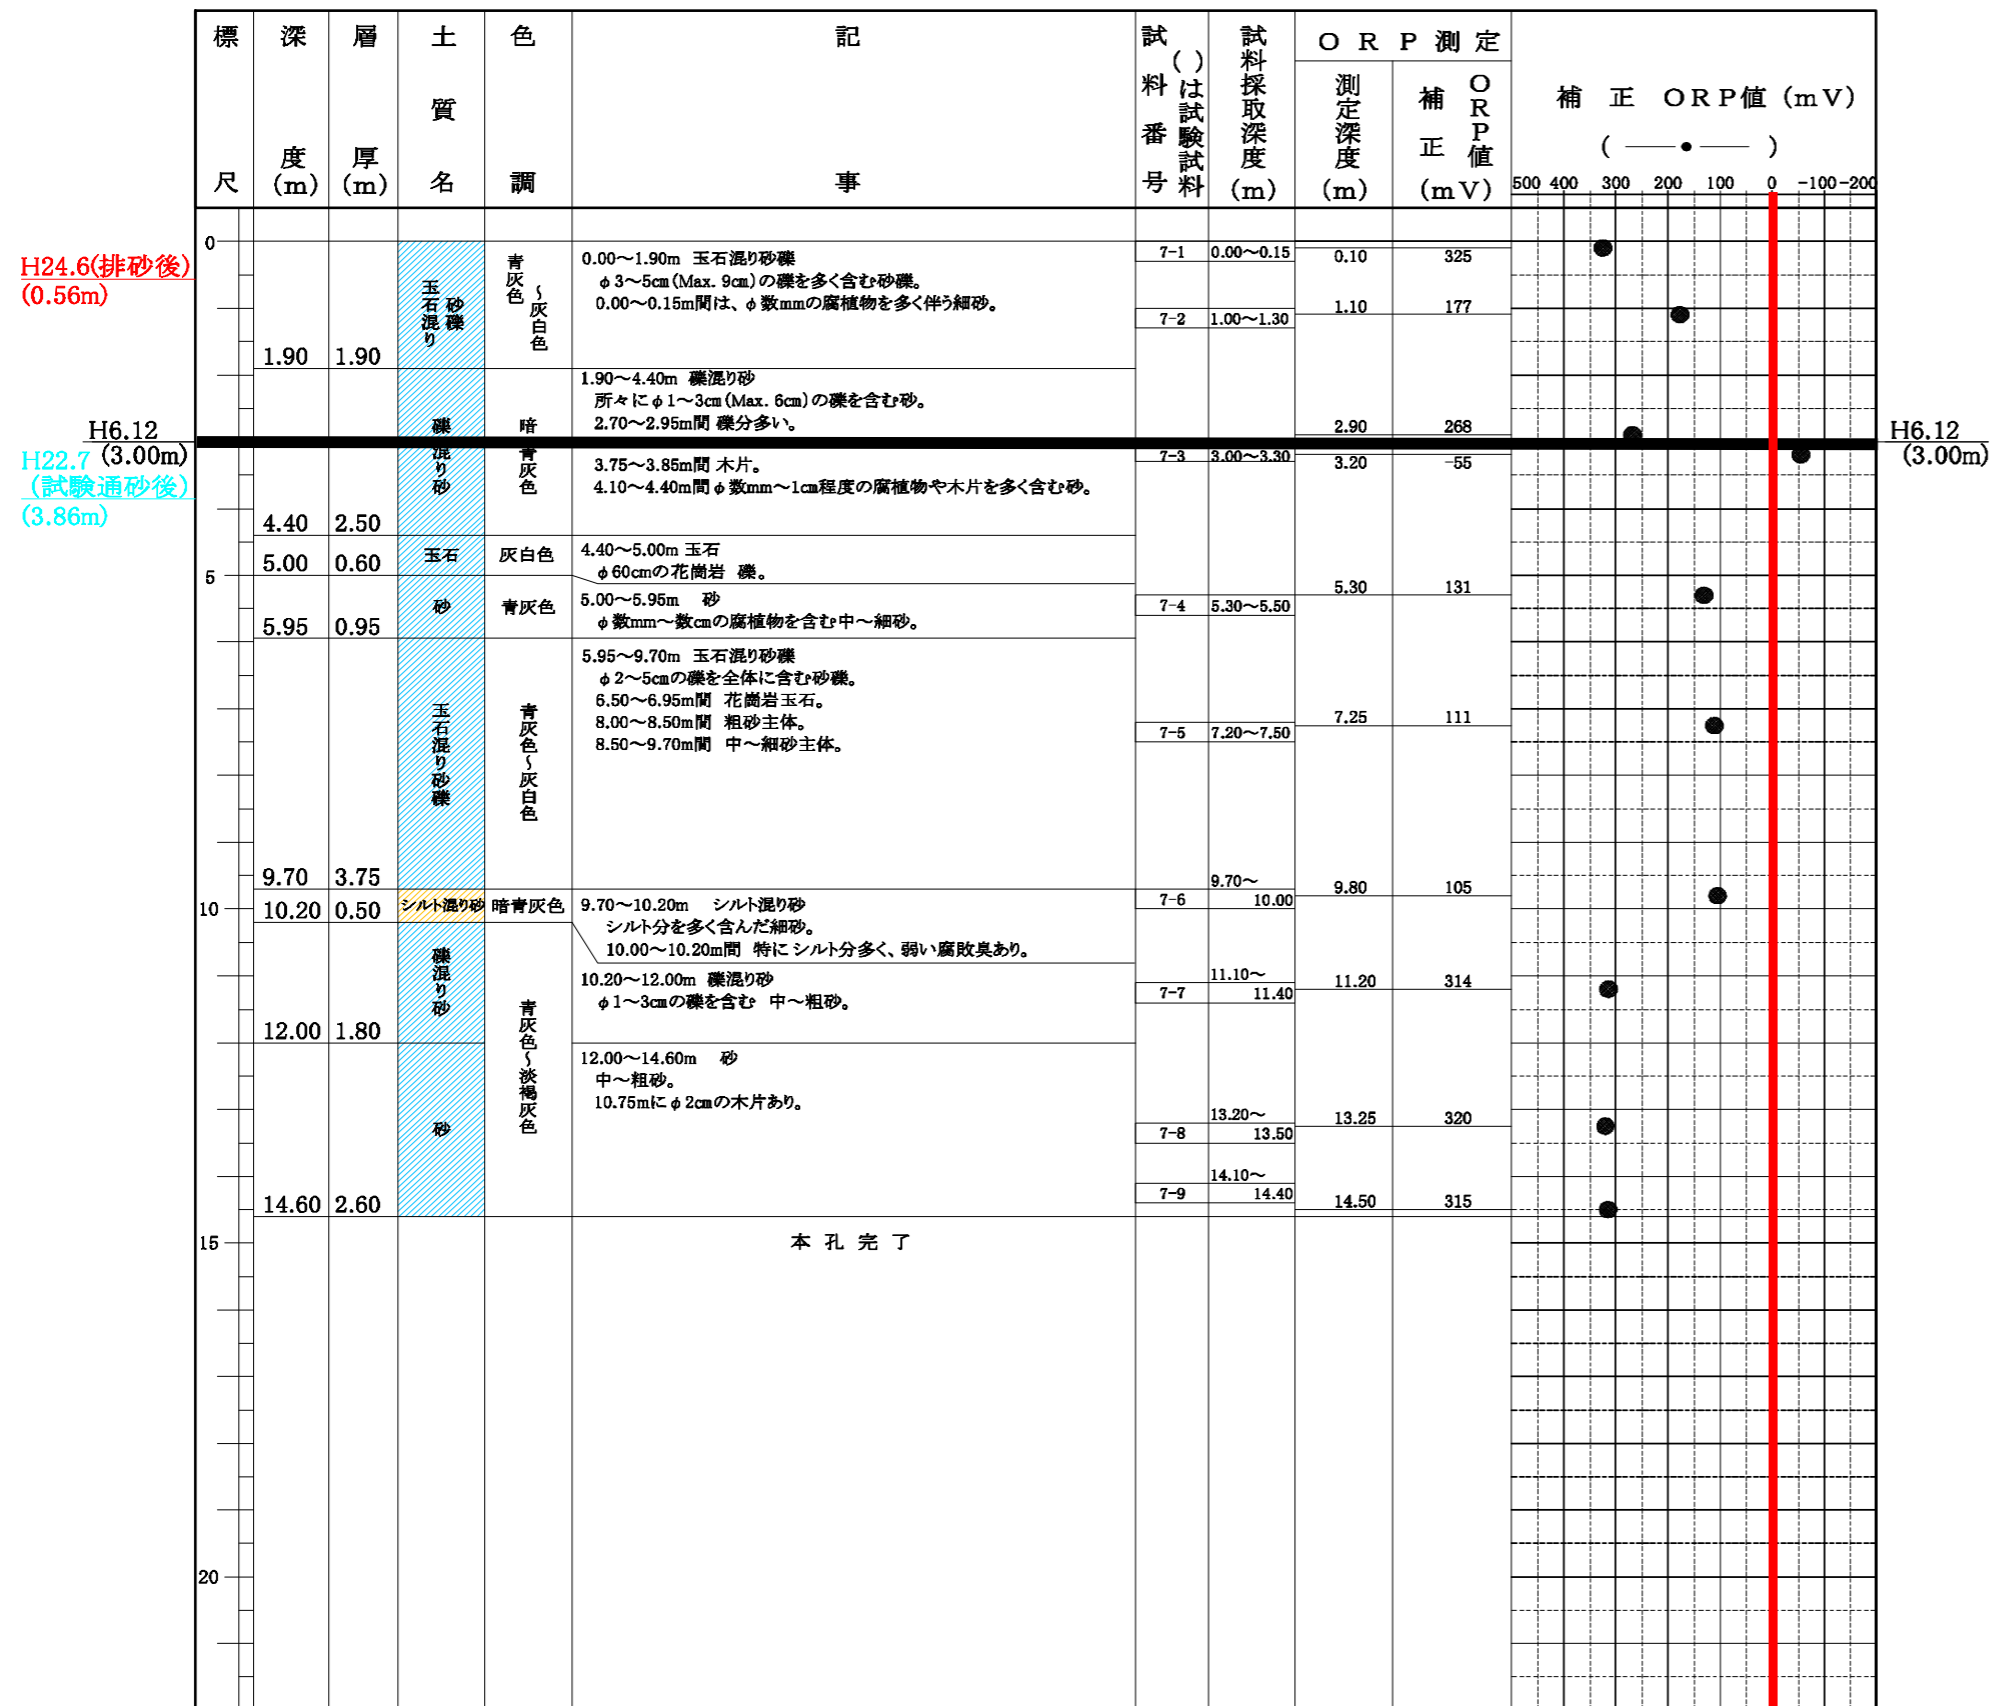 標尺
深度(m)
層厚(m)
土質名
色調
記事
試料番号
( )は試験試料
試料採取深度(m)
ORP測定
測定深度(m)
補正ORP値(mV)
補正 ORP値 (mV)
( —●— )
500 400 300 200 100 0 -100 -200
H24.6(排砂後)
(0.56m)
H6.12
(3.00m)
H22.7
(試験通砂後)
(3.86m)
H6.12
(3.00m)
0
5
10
15
20
1.90 1.90
玉石混り砂礫
青灰色～灰白色
0.00～1.90m 玉石混り砂礫
φ3～5cm(Max. 9cm)の礫を多く含む砂礫。
0.00～0.15m間は、φ数mmの腐植物を多く伴う細砂。
7-1 0.00～0.15 0.10 325
7-2 1.00～1.30 1.10 177
4.40 2.50
礫混り砂
暗青灰色
1.90～4.40m 礫混り砂
所々にφ1～3cm(Max. 6cm)の礫を含む砂。
2.70～2.95m間 礫分多い。
3.75～3.85m間 木片。
4.10～4.40m間φ数mm～1cm程度の腐植物や木片を多く含む砂。
2.90 268
7-3 3.00～3.30 3.20 -55
5.00 0.60
玉石
灰白色
4.40～5.00m 玉石
φ60cmの花崗岩 礫。
5.95 0.95
砂
青灰色
5.00～5.95m 砂
φ数mm～数cmの腐植物を含む中～細砂。
7-4 5.30～5.50 5.30 131
9.70 3.75
玉石混り砂礫
青灰色～灰白色
5.95～9.70m 玉石混り砂礫
φ2～5cmの礫を全体に含む砂礫。
6.50～6.95m間 花崗岩玉石。
8.00～8.50m間 粗砂主体。
8.50～9.70m間 中～細砂主体。
7-5 7.20～7.50 7.25 111
10.20 0.50
シルト混り砂
暗青灰色
9.70～10.20m シルト混り砂
シルト分を多く含んだ細砂。
10.00～10.20m間 特にシルト分多く、弱い腐敗臭あり。
7-6 9.70～10.00 9.80 105
12.00 1.80
礫混り砂
青灰色～淡褐灰色
10.20～12.00m 礫混り砂
φ1～3cmの礫を含む 中～粗砂。
7-7 11.10～11.40 11.20 314
14.60 2.60
砂
12.00～14.60m 砂
中～粗砂。
10.75mにφ2cmの木片あり。
7-8 13.20～13.50 13.25 320
7-9 14.10～14.40 14.50 315
本孔完了